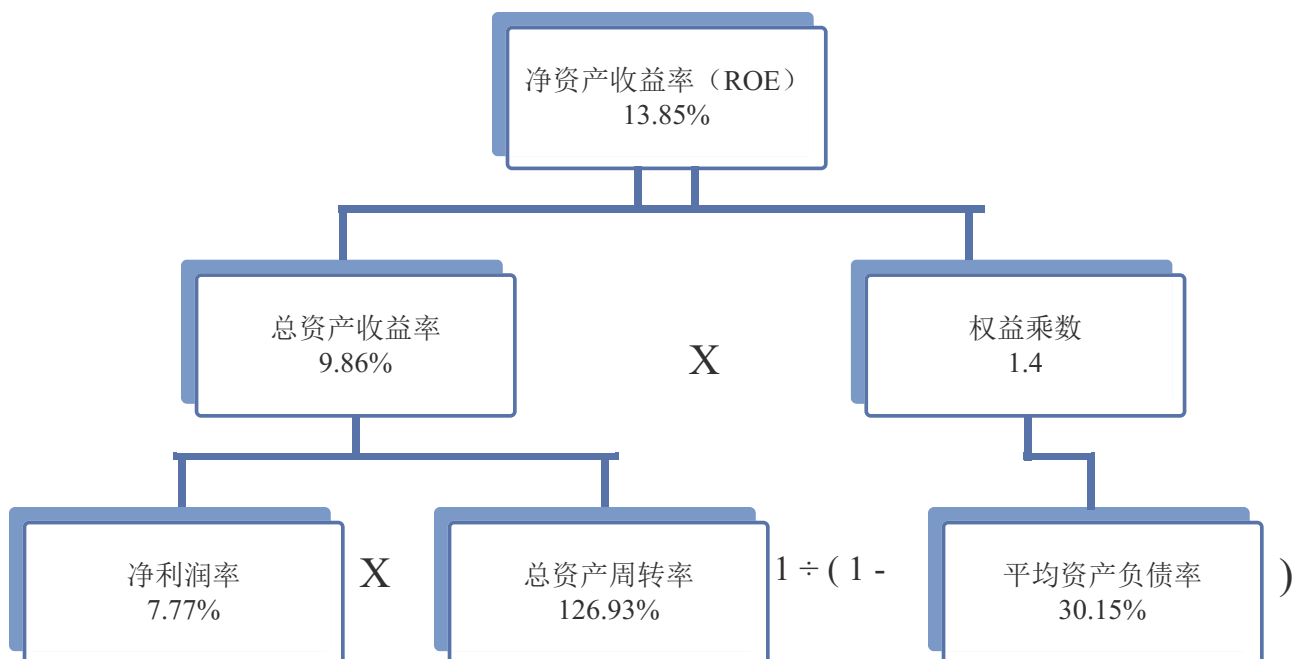 净资产收益率（ROE）
13.85%
总资产收益率
9.86%
X
权益乘数
1.4
净利润率
7.77%
X
总资产周转率
126.93%
1 ÷ ( 1 -
平均资产负债率
30.15%
)